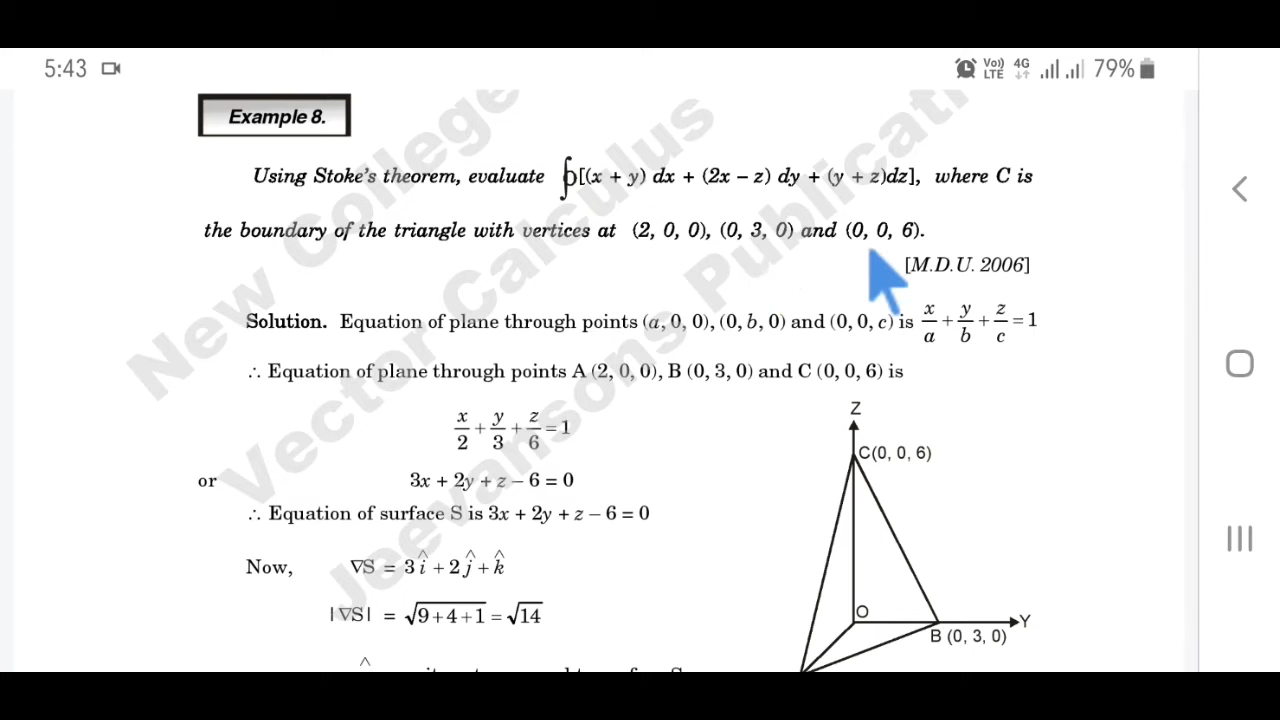 5:43 Vo) LTE 4G 79%
Example 8.
Using Stoke's theorem, evaluate ∮[(x + y) dx + (2x – z) dy + (y + z)dz], where C is
the boundary of the triangle with vertices at (2, 0, 0), (0, 3, 0) and (0, 0, 6).
[M.D.U. 2006]
Solution. Equation of plane through points (a, 0, 0), (0, b, 0) and (0, 0, c) is x/a + y/b + z/c = 1
∴ Equation of plane through points A (2, 0, 0), B (0, 3, 0) and C (0, 0, 6) is
x/2 + y/3 + z/6 = 1
or 3x + 2y + z – 6 = 0
∴ Equation of surface S is 3x + 2y + z – 6 = 0
Now, ∇S = 3î + 2ĵ + k̂
|∇S| = √(9+4+1) = √14
Z
C(0, 0, 6)
O
Y
B (0, 3, 0)
New College
Vector Calculus
Jeevansons Publicati